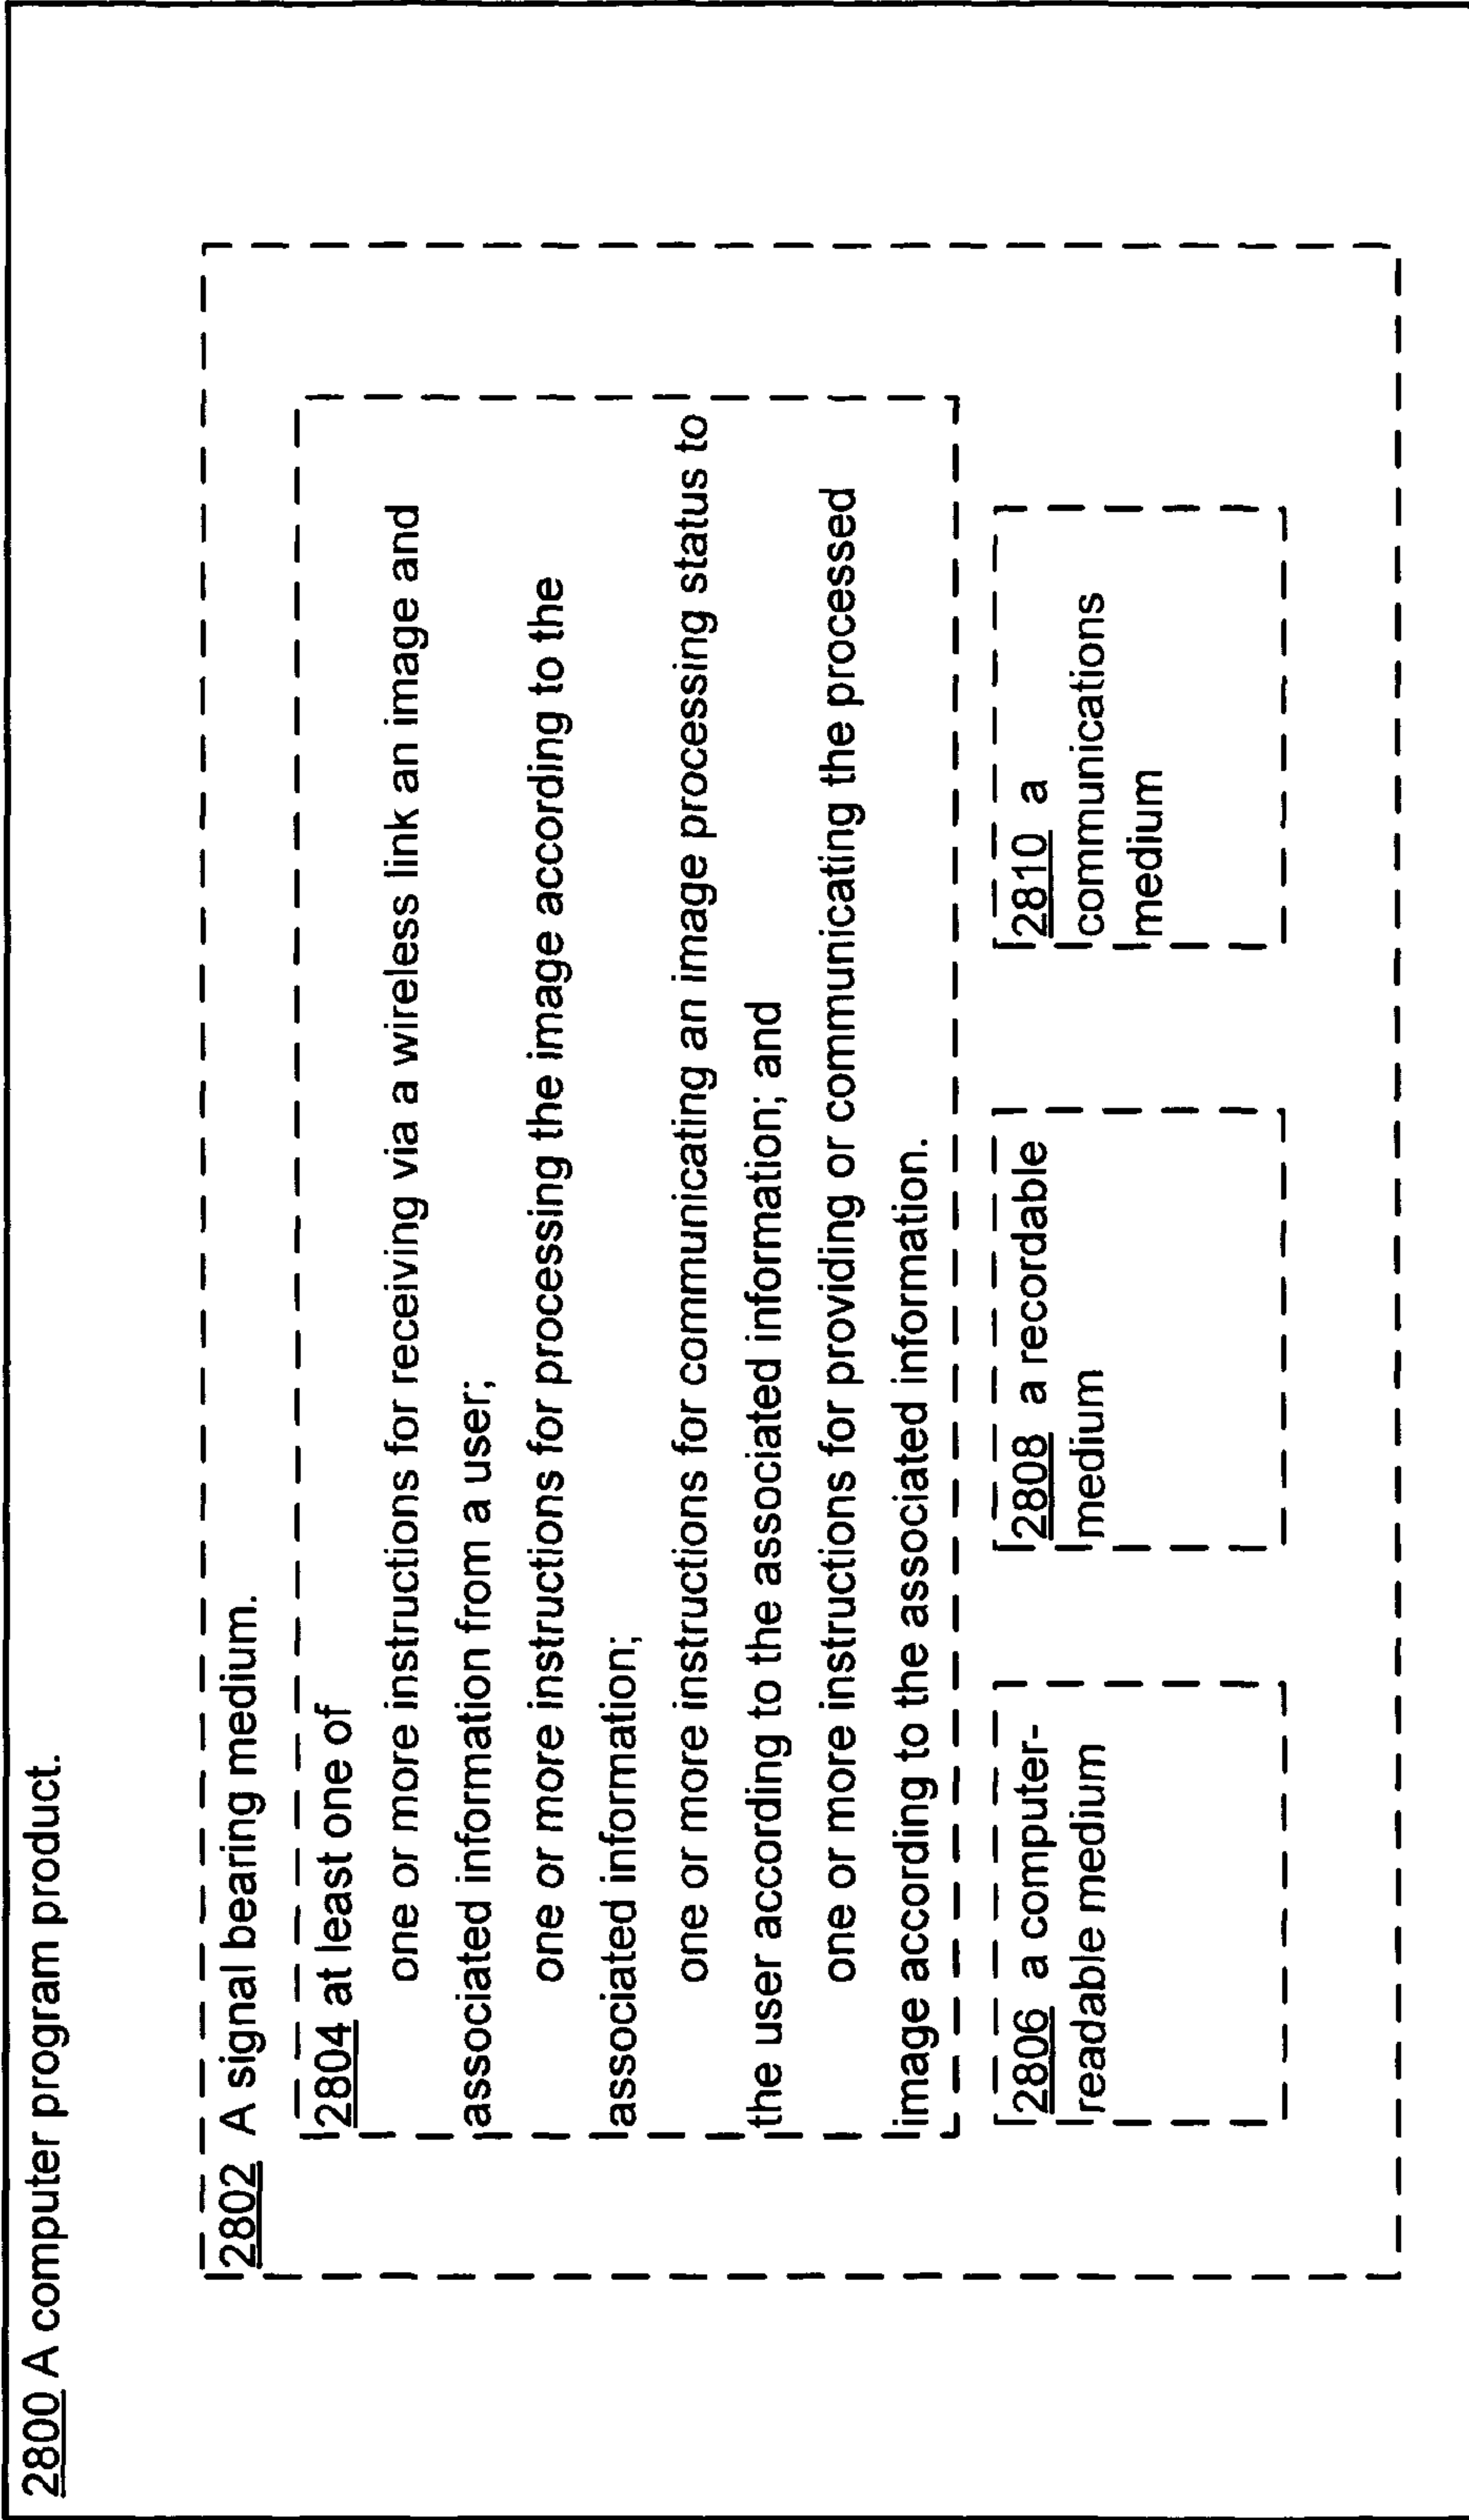 2800 A computer program product.
2802 A signal bearing medium.
2804 at least one of
one or more instructions for receiving via a wireless link an image and
associated information from a user;
one or more instructions for processing the image according to the
associated information;
one or more instructions for communicating an image processing status to
the user according to the associated information; and
one or more instructions for providing or communicating the processed
image according to the associated information.
2806 a computer-
readable medium
2808 a recordable
medium
2810 a
communications
medium